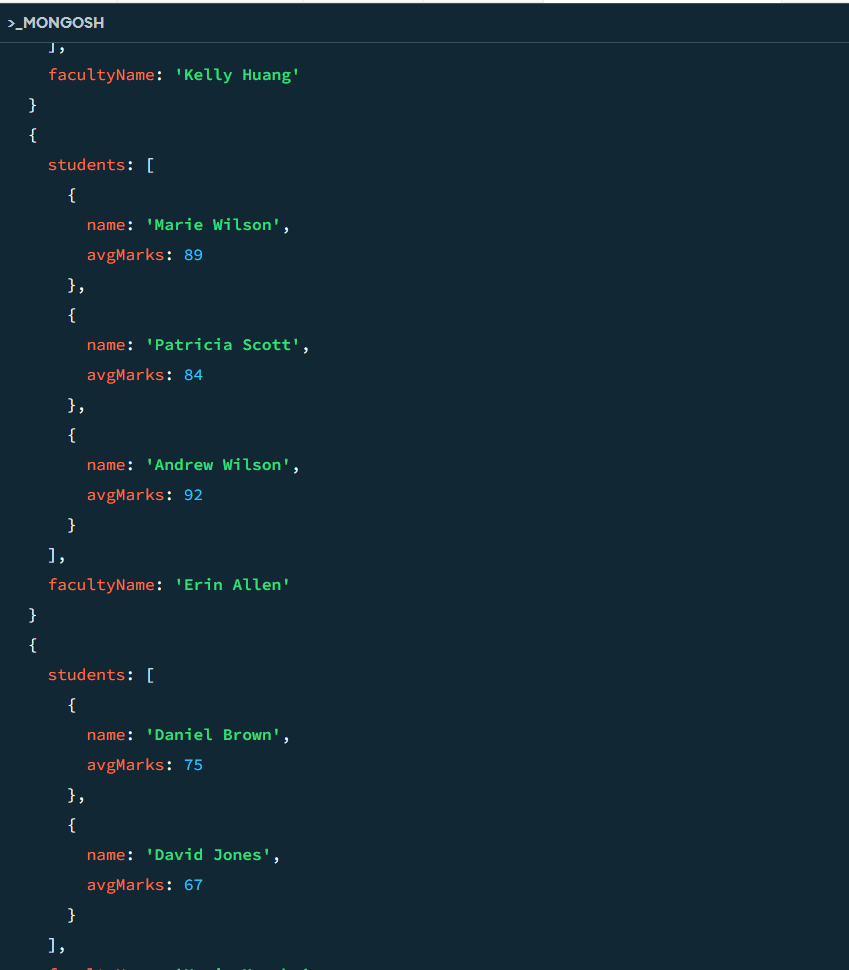 >_MONGOSH
],
facultyName: 'Kelly Huang'
}
{
students: [
{
name: 'Marie Wilson',
avgMarks: 89
},
{
name: 'Patricia Scott',
avgMarks: 84
},
{
name: 'Andrew Wilson',
avgMarks: 92
}
],
facultyName: 'Erin Allen'
}
{
students: [
{
name: 'Daniel Brown',
avgMarks: 75
},
{
name: 'David Jones',
avgMarks: 67
}
],